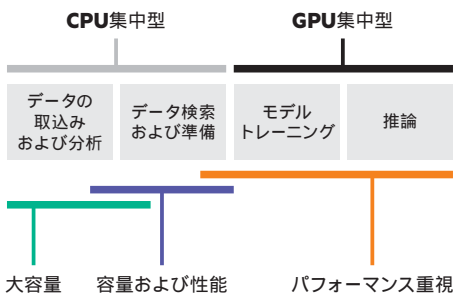 CPU集中型
GPU集中型
データの
取込み
および分析
データ検索
および準備
モデル
トレーニング
推論
大容量
容量および性能
パフォーマンス重視